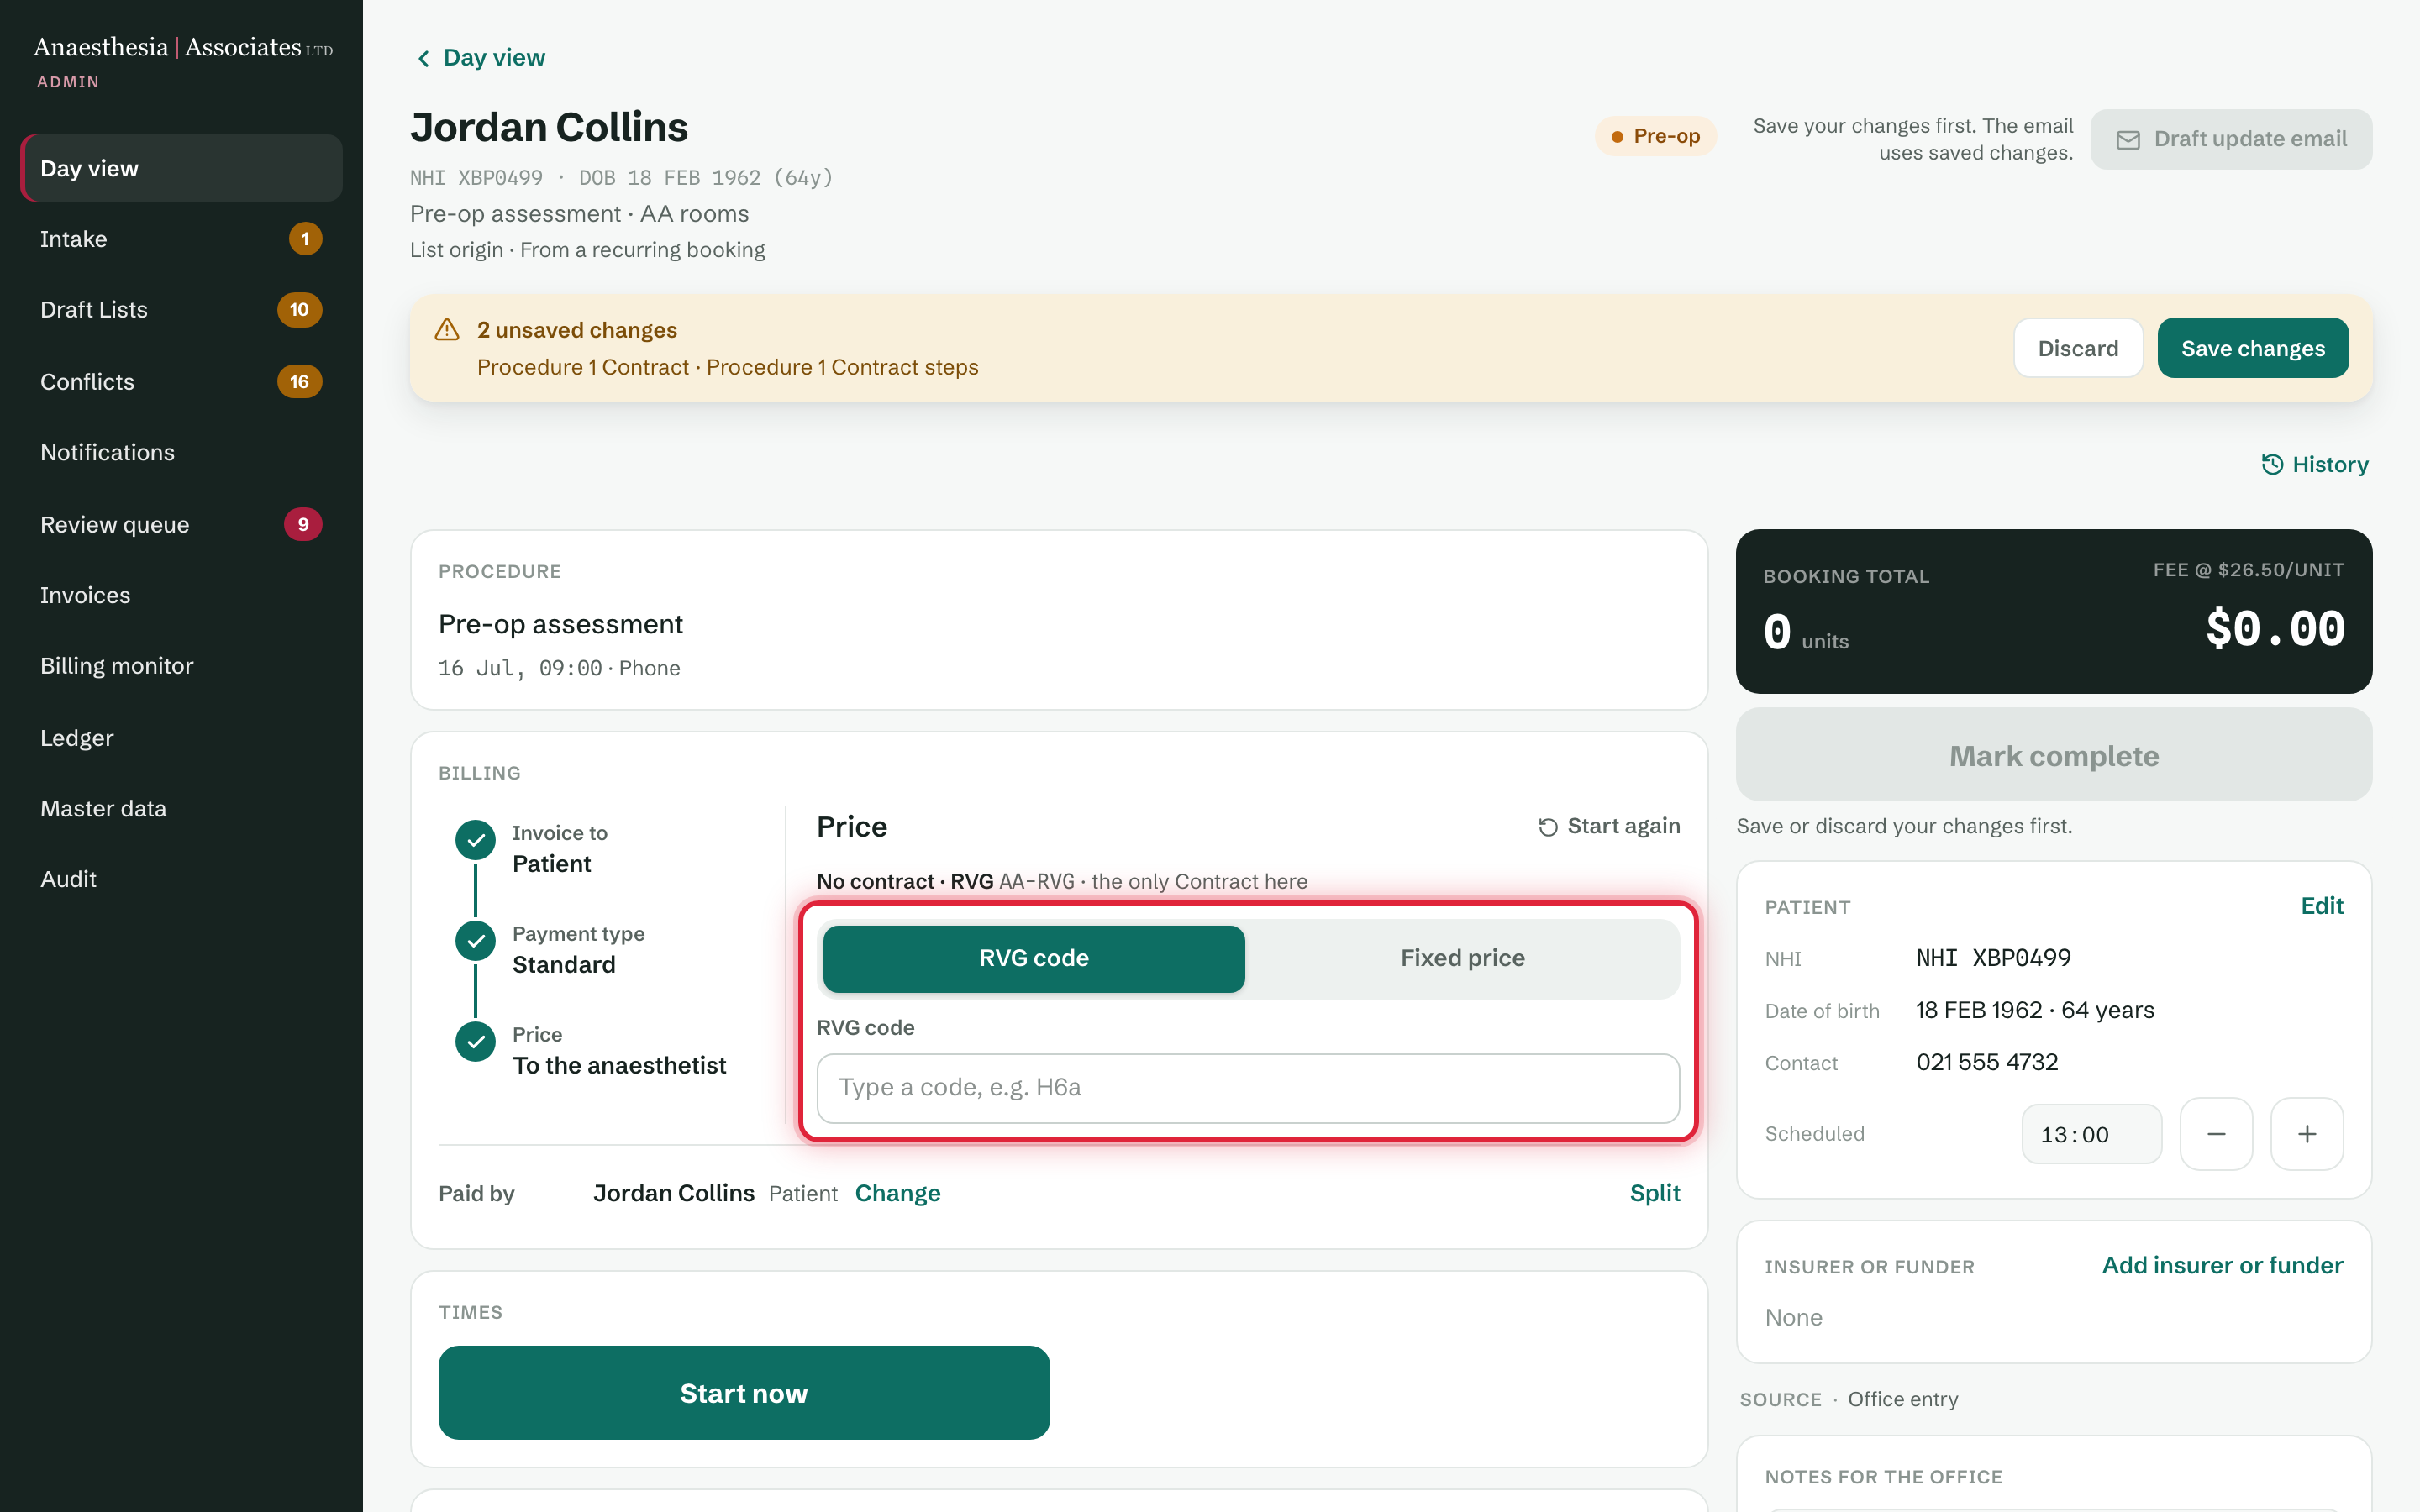 Anaesthesia | Associates LTD
ADMIN
Day view
Intake 1
Draft Lists 10
Conflicts 16
Notifications
Review queue 9
Invoices
Billing monitor
Ledger
Master data
Audit
Day view
Jordan Collins
NHI XBP0499 · DOB 18 FEB 1962 (64y)
Pre-op assessment · AA rooms
List origin · From a recurring booking
Pre-op
Save your changes first. The email
uses saved changes.
Draft update email
2 unsaved changes
Procedure 1 Contract · Procedure 1 Contract steps
Discard
Save changes
History
PROCEDURE
Pre-op assessment
16 Jul, 09:00 · Phone
BILLING
Invoice to
Patient
Payment type
Standard
Price
To the anaesthetist
Price
Start again
No contract · RVG AA-RVG · the only Contract here
RVG code
Fixed price
RVG code
Type a code, e.g. H6a
Paid by Jordan Collins Patient Change Split
TIMES
Start now
BOOKING TOTAL
FEE @ $26.50/UNIT
0 units
$0.00
Mark complete
Save or discard your changes first.
PATIENT Edit
NHI NHI XBP0499
Date of birth 18 FEB 1962 · 64 years
Contact 021 555 4732
Scheduled 13:00 − +
INSURER OR FUNDER Add insurer or funder
None
SOURCE · Office entry
NOTES FOR THE OFFICE